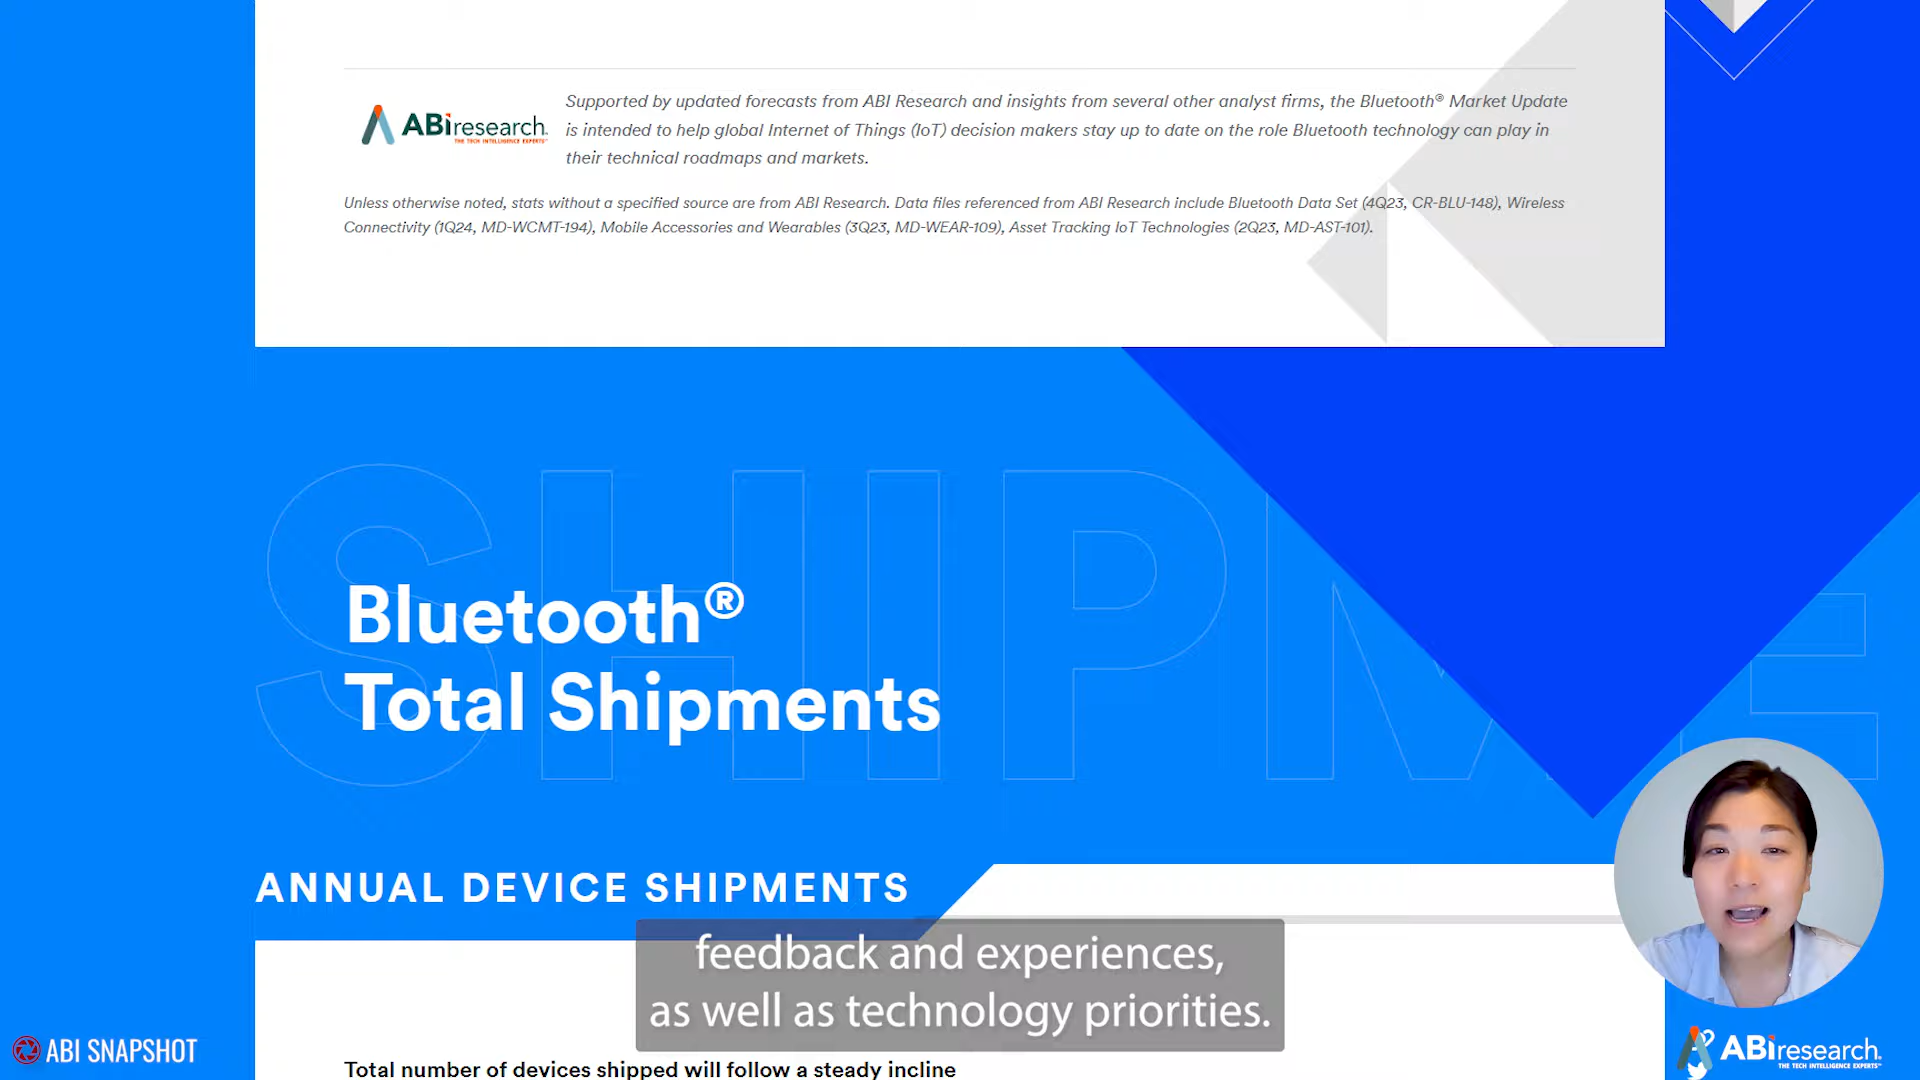 ABI research.
THE TECH INTELLIGENCE EXPERTS™
Supported by updated forecasts from ABI Research and insights from several other analyst firms, the Bluetooth® Market Update
is intended to help global Internet of Things (IoT) decision makers stay up to date on the role Bluetooth technology can play in
their technical roadmaps and markets.
Unless otherwise noted, stats without a specified source are from ABI Research. Data files referenced from ABI Research include Bluetooth Data Set (4Q23, CR-BLU-148), Wireless
Connectivity (1Q24, MD-WCMT-194), Mobile Accessories and Wearables (3Q23, MD-WEAR-109), Asset Tracking IoT Technologies (2Q23, MD-AST-101).
SHIPME
Bluetooth®
Total Shipments
ANNUAL DEVICE SHIPMENTS
feedback and experiences,
as well as technology priorities.
Total number of devices shipped will follow a steady incline
ABI SNAPSHOT
ABI research.
THE TECH INTELLIGENCE EXPERTS™